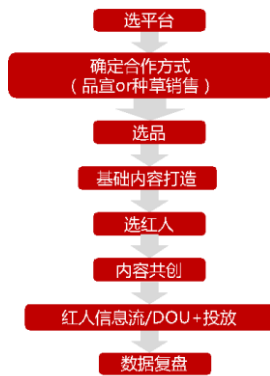 选平台
确定合作方式
（品宣or种草销售）
选品
基础内容打造
选红人
内容共创
红人信息流/DOU+投放
数据复盘